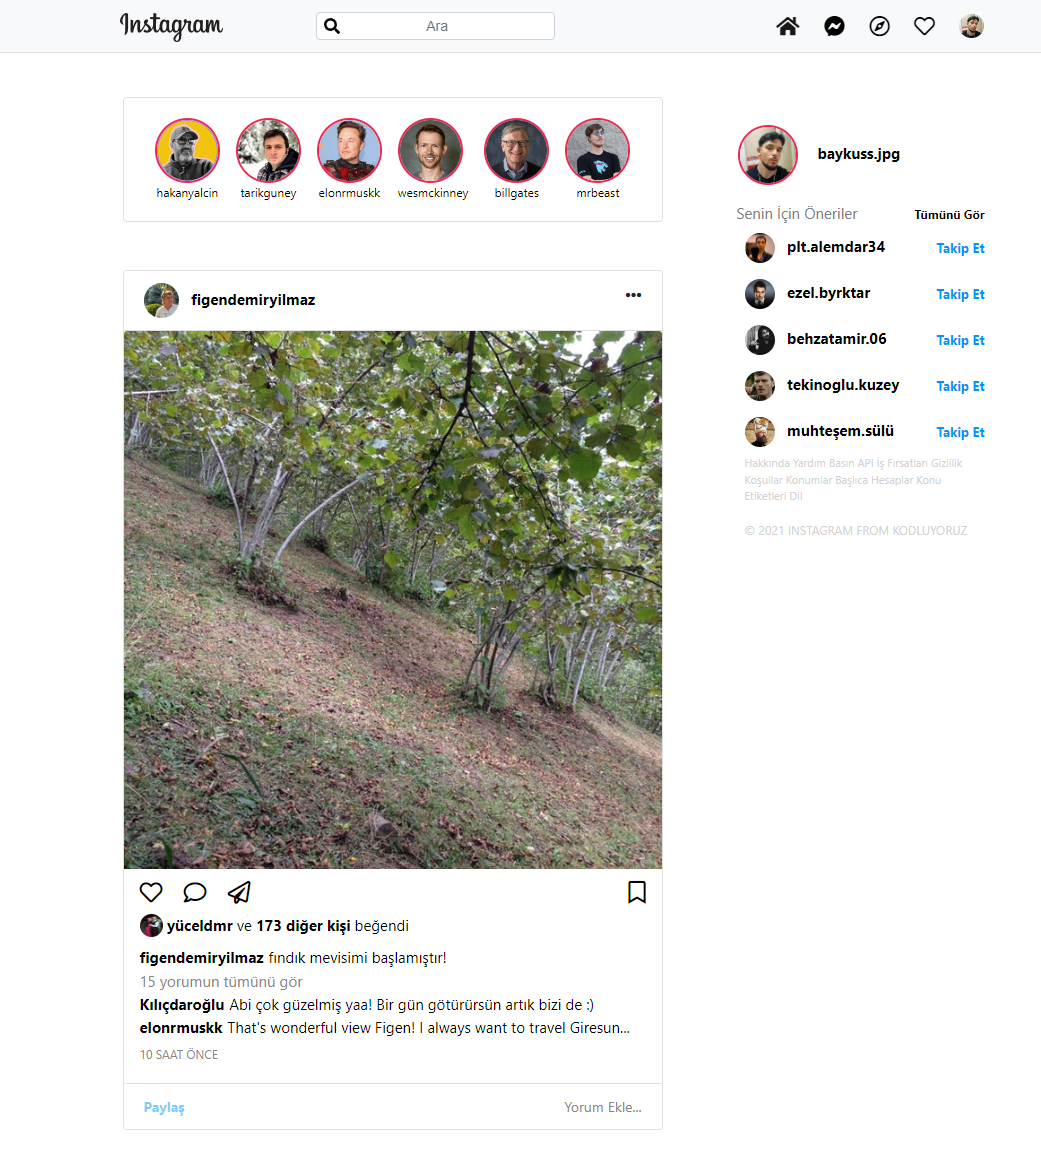 Instagram
Ara
hakanyalcin tarikguney elonrmuskk wesmckinney billgates mrbeast
baykuss.jpg
Senin İçin Öneriler Tümünü Gör
plt.alemdar34 Takip Et
ezel.byrktar Takip Et
behzatamir.06 Takip Et
tekinoglu.kuzey Takip Et
muhteşem.sülü Takip Et
Hakkında Yardım Basın API İş Fırsatları Gizlilik
Koşullar Konumlar Başlıca Hesaplar Konu
Etiketleri Dil
© 2021 INSTAGRAM FROM KODLUYORUZ
figendemiryilmaz
yüceldmr ve 173 diğer kişi beğendi
figendemiryilmaz fındık mevisimi başlamıştır!
15 yorumun tümünü gör
Kılıçdaroğlu Abi çok güzelmiş yaa! Bir gün götürürsün artık bizi de :)
elonrmuskk That's wonderful view Figen! I always want to travel Giresun...
10 SAAT ÖNCE
Paylaş Yorum Ekle...